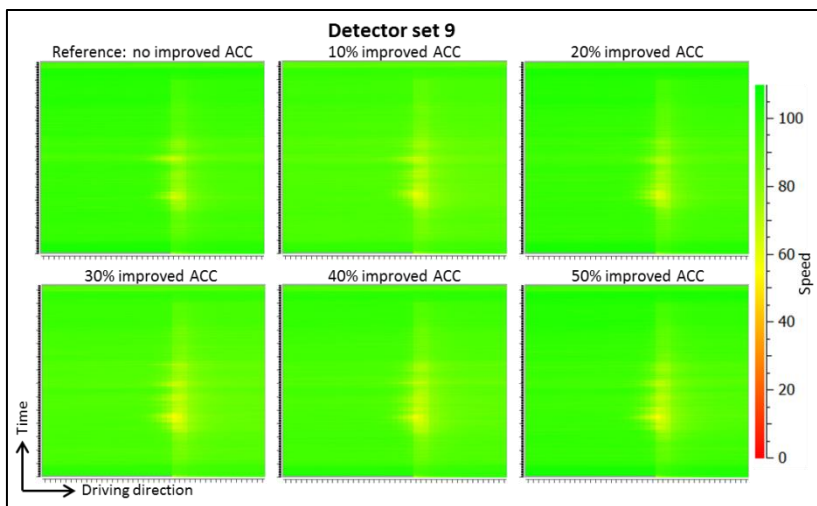 Detector set 9
Reference: no improved ACC
10% improved ACC
20% improved ACC
30% improved ACC
40% improved ACC
50% improved ACC
100
80
60
40
20
0
Speed
Time
Driving direction